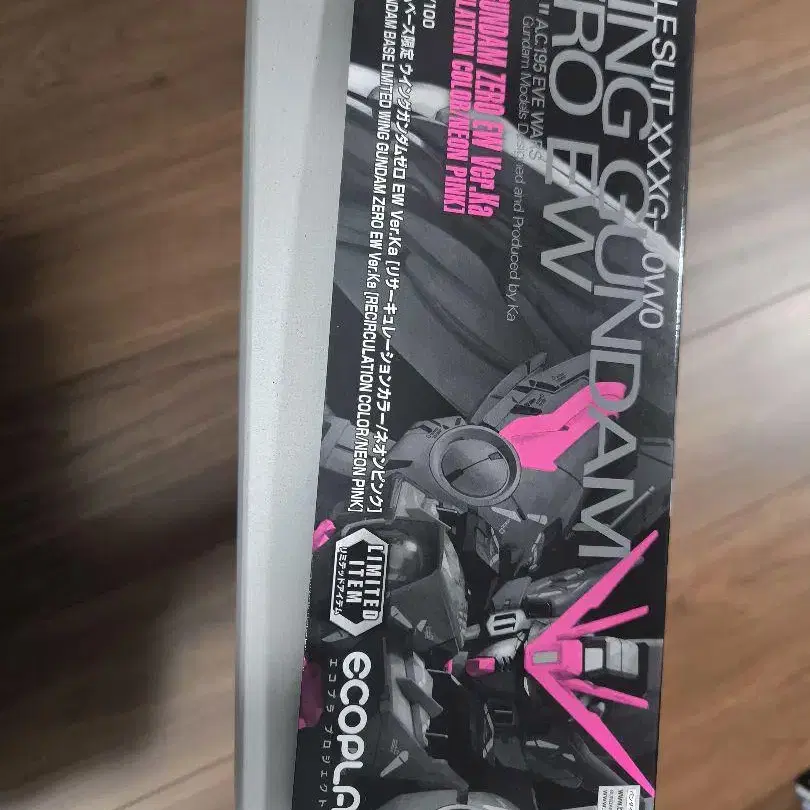 LE SUIT XXXG-00W0
ING GUNDAM
RO EW
" A.C.195 EVE WARS
Gundam Models Designed and Produced by Ka
GUNDAM ZERO EW Ver.Ka
LATION COLOR/NEON PINK]
/100
ベース限定 ウイングガンダムゼロ EW Ver.Ka [リサーキュレーションカラー/ネオンピンク]
NDAM BASE LIMITED WING GUNDAM ZERO EW Ver.Ka [RECIRCULATION COLOR/NEON PINK]
LIMITED
ITEM
リミテッドアイテム
ECOPLA
エコプラ プロジェクト